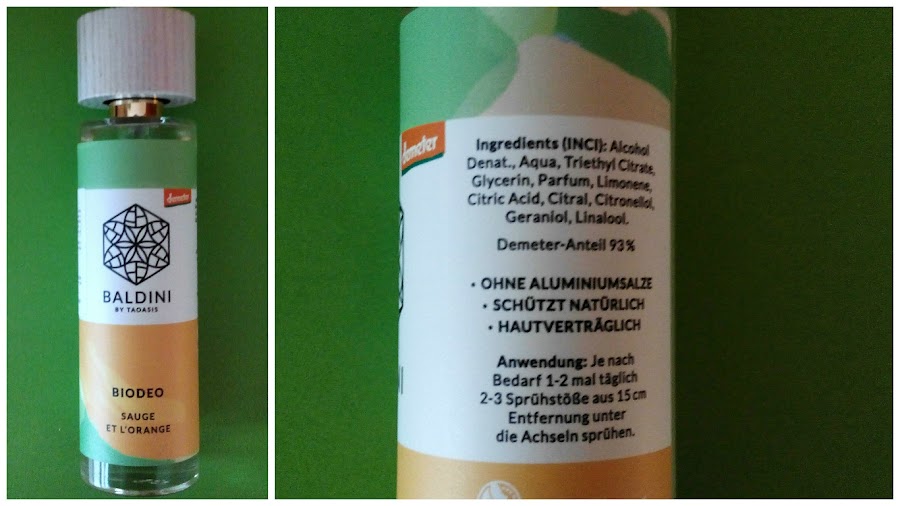 demeter
BALDINI
BY TAOASIS
BIODEO
SAUGE
ET L'ORANGE
demeter
Ingredients (INCI): Alcohol
Denat., Aqua, Triethyl Citrate,
Glycerin, Parfum, Limonene,
Citric Acid, Citral, Citronellol,
Geraniol, Linalool.
Demeter-Anteil 93%
• OHNE ALUMINIUMSALZE
• SCHÜTZT NATÜRLICH
• HAUTVERTRÄGLICH
Anwendung: Je nach
Bedarf 1-2 mal täglich
2-3 Sprühstöße aus 15 cm
Entfernung unter
die Achseln sprühen.